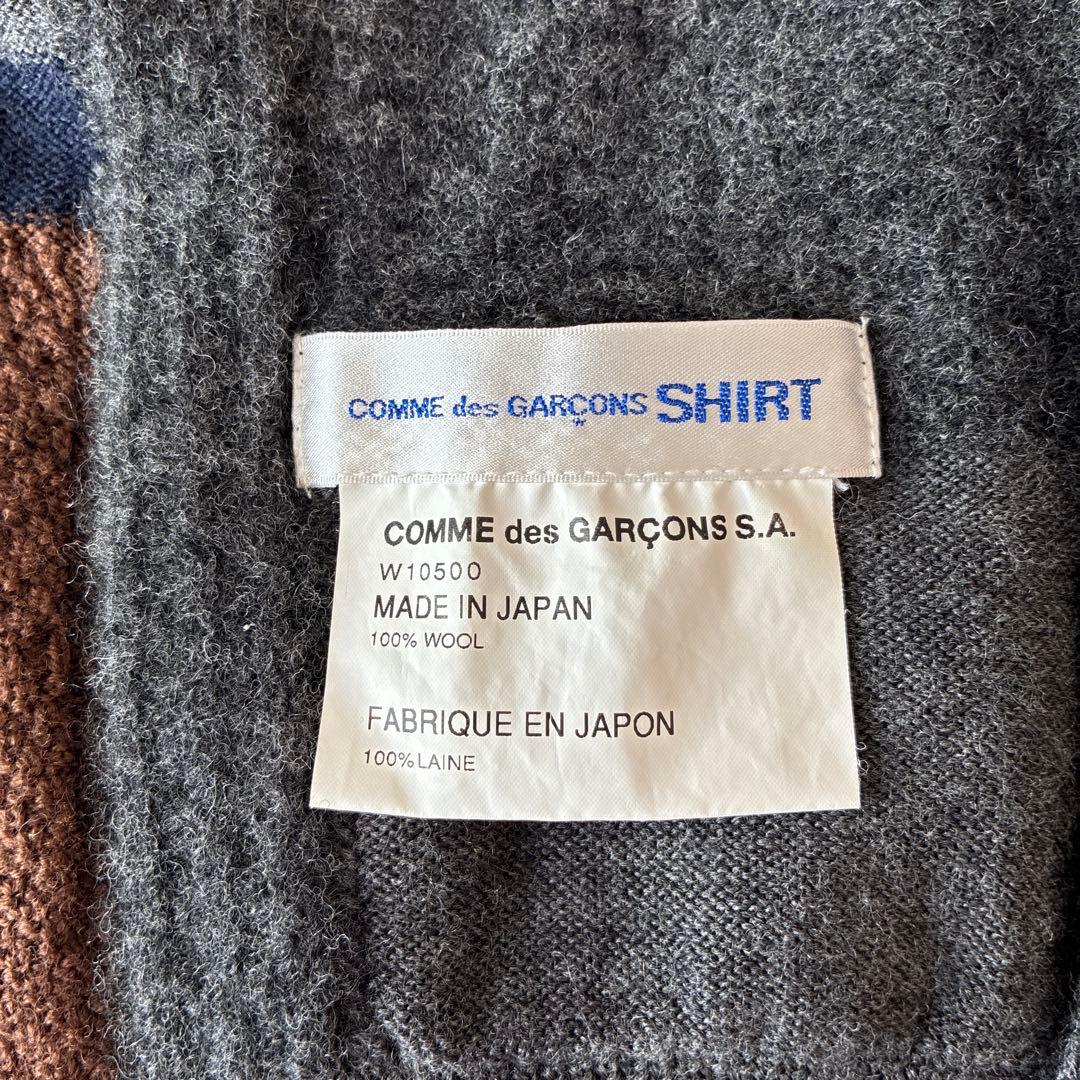 COMME des GARÇONS SHIRT
COMME des GARÇONS S.A.
W10500
MADE IN JAPAN
100% WOOL
FABRIQUE EN JAPON
100%LAINE